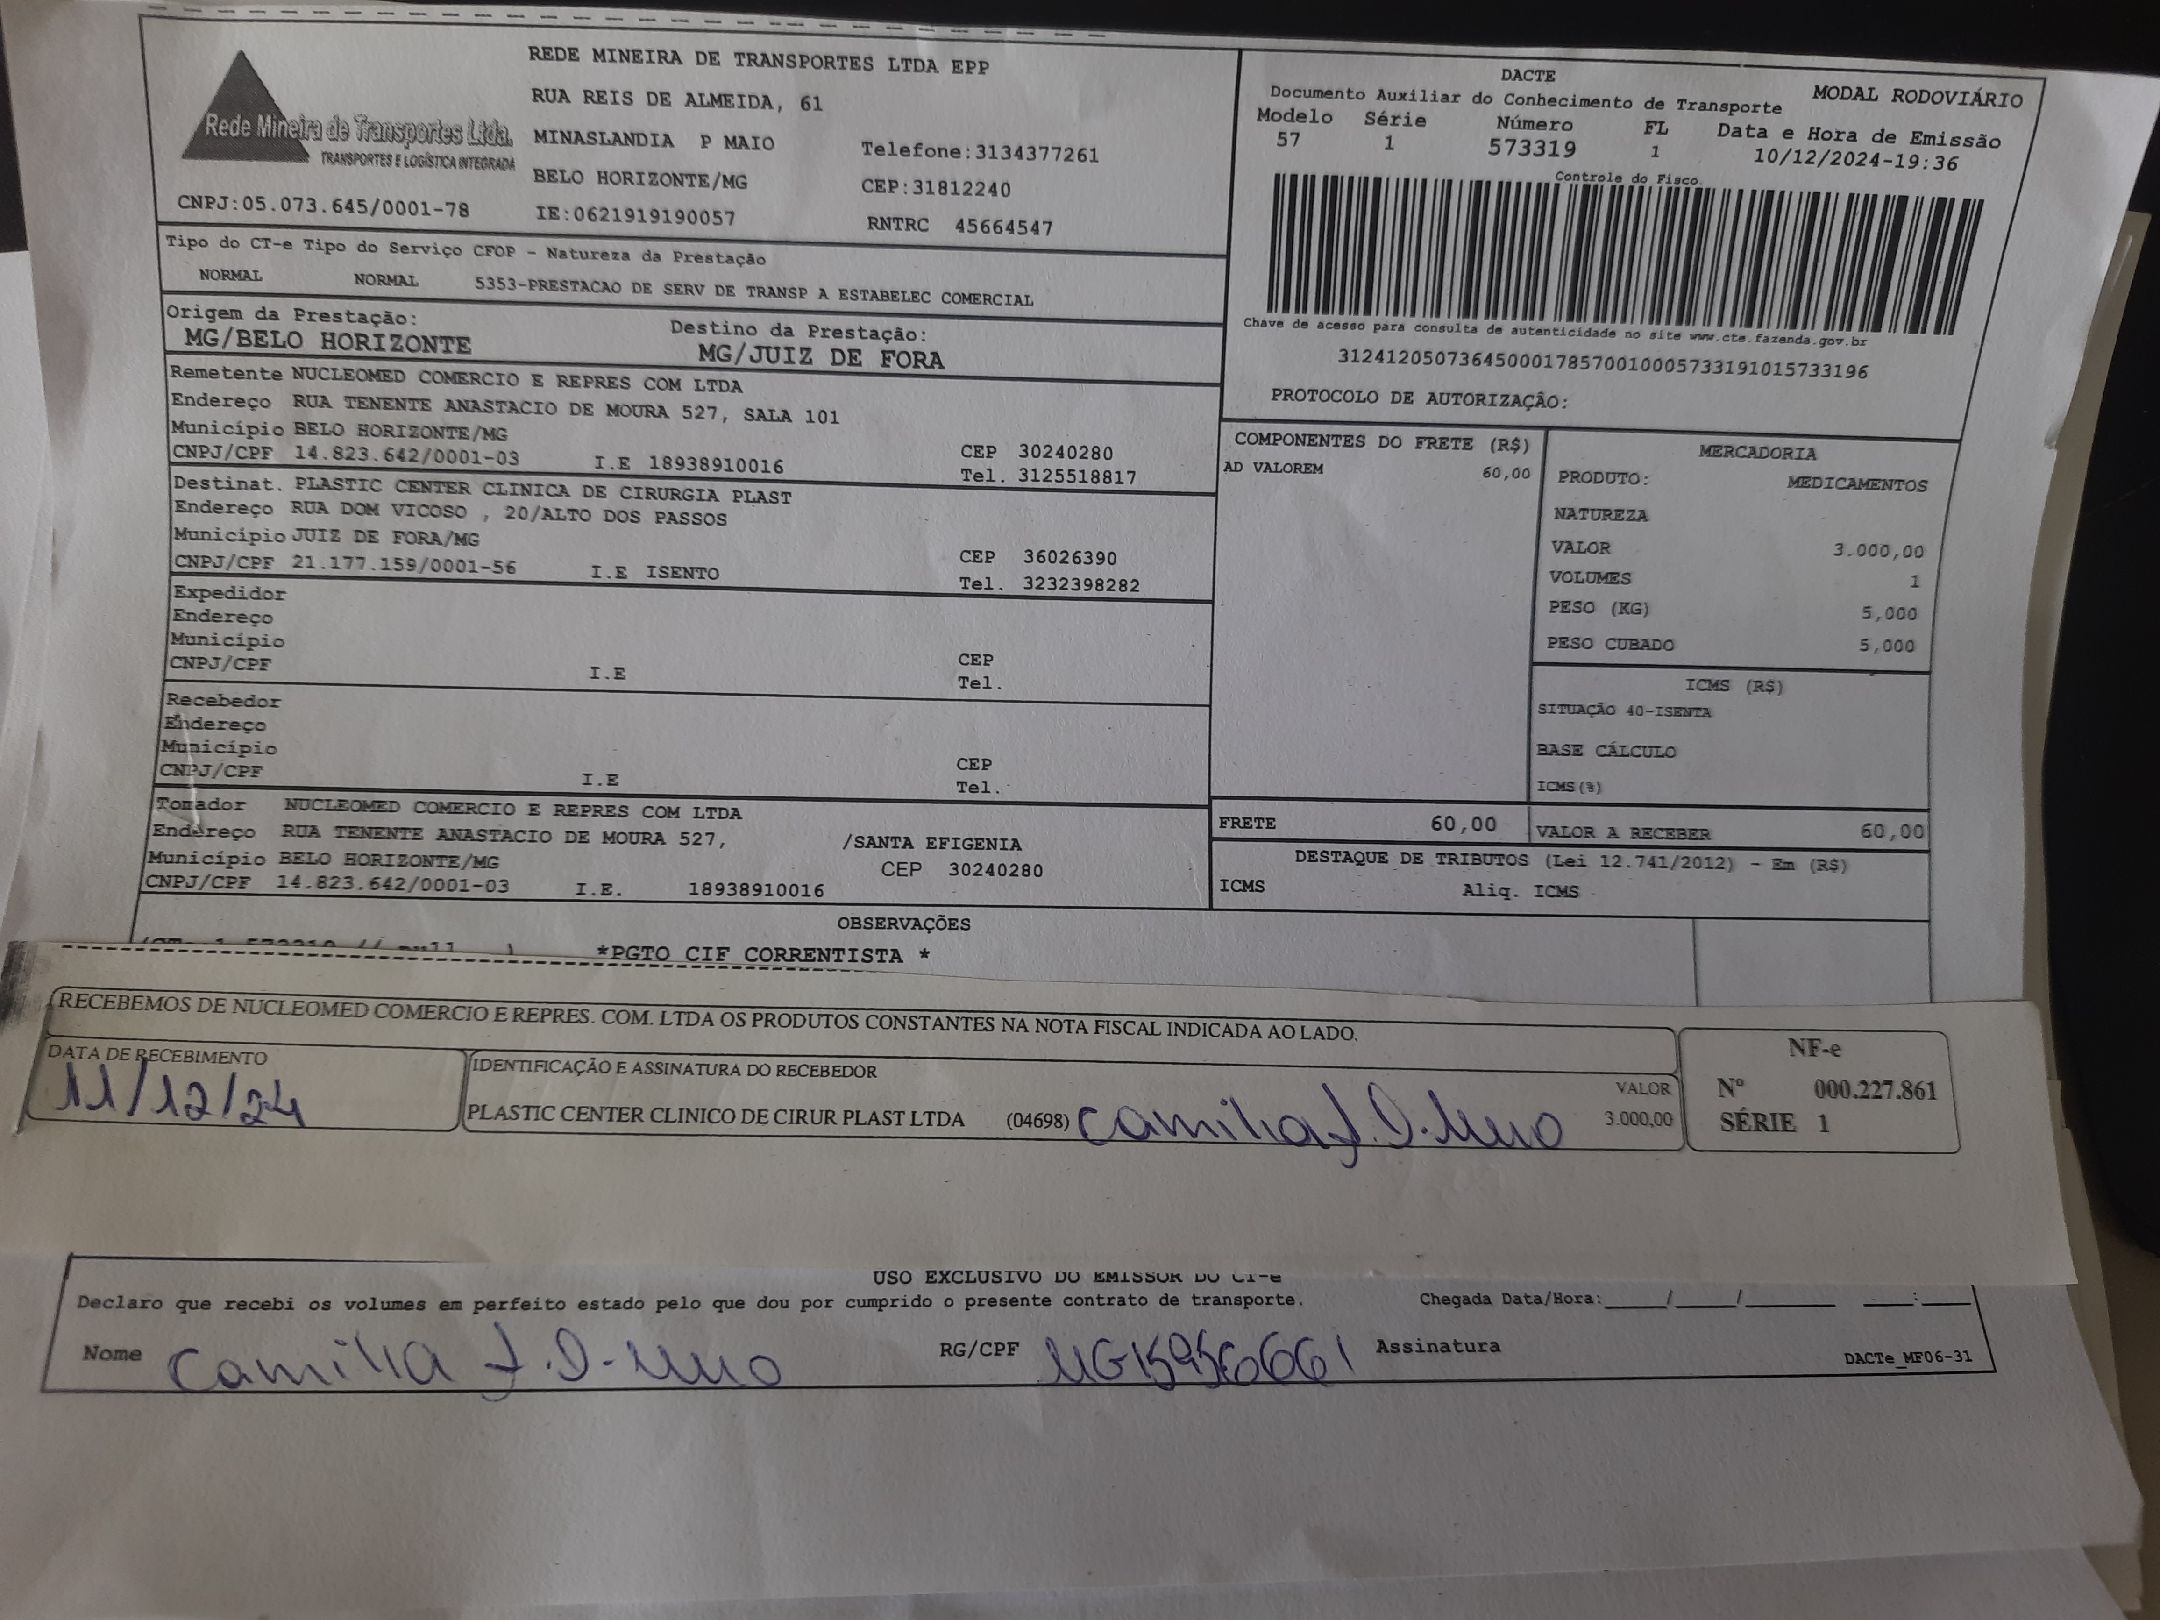 REDE MINEIRA DE TRANSPORTES LTDA EPP
RUA REIS DE ALMEIDA, 61
Rede Mineira de Transportes Ltda.
TRANSPORTES E LOGÍSTICA INTEGRADA
MINASLANDIA P MAIO Telefone:3134377261
BELO HORIZONTE/MG CEP:31812240
CNPJ:05.073.645/0001-78 IE:0621919190057 RNTRC 45664547
DACTE
Documento Auxiliar do Conhecimento de Transporte MODAL RODOVIÁRIO
Modelo Série Número FL Data e Hora de Emissão
57 1 573319 1 10/12/2024-19:36
Controle do Fisco
Chave de acesso para consulta de autenticidade no site www.cte.fazenda.gov.br
31241205073645000178570010005733191015733196
PROTOCOLO DE AUTORIZAÇÃO:
Tipo do CT-e Tipo do Serviço CFOP - Natureza da Prestação
NORMAL NORMAL 5353-PRESTACAO DE SERV DE TRANSP A ESTABELEC COMERCIAL
Origem da Prestação: Destino da Prestação:
MG/BELO HORIZONTE MG/JUIZ DE FORA
Remetente NUCLEOMED COMERCIO E REPRES COM LTDA
Endereço RUA TENENTE ANASTACIO DE MOURA 527, SALA 101
Município BELO HORIZONTE/MG CEP 30240280
CNPJ/CPF 14.823.642/0001-03 I.E 18938910016 Tel. 3125518817
Destinat. PLASTIC CENTER CLINICA DE CIRURGIA PLAST
Endereço RUA DOM VICOSO , 20/ALTO DOS PASSOS
Município JUIZ DE FORA/MG CEP 36026390
CNPJ/CPF 21.177.159/0001-56 I.E ISENTO Tel. 3232398282
Expedidor
Endereço
Município CEP
CNPJ/CPF I.E Tel.
Recebedor
Endereço
Município CEP
CNPJ/CPF I.E Tel.
Tomador NUCLEOMED COMERCIO E REPRES COM LTDA
Endereço RUA TENENTE ANASTACIO DE MOURA 527, /SANTA EFIGENIA
Município BELO HORIZONTE/MG CEP 30240280
CNPJ/CPF 14.823.642/0001-03 I.E. 18938910016
COMPONENTES DO FRETE (R$)
AD VALOREM 60,00
MERCADORIA
PRODUTO: MEDICAMENTOS
NATUREZA
VALOR 3.000,00
VOLUMES 1
PESO (KG) 5,000
PESO CUBADO 5,000
ICMS (R$)
SITUAÇÃO 40-ISENTA
BASE CÁLCULO
ICMS(%)
FRETE 60,00 VALOR A RECEBER 60,00
DESTAQUE DE TRIBUTOS (Lei 12.741/2012) - Em (R$)
ICMS Aliq. ICMS
OBSERVAÇÕES
*PGTO CIF CORRENTISTA *
RECEBEMOS DE NUCLEOMED COMERCIO E REPRES. COM. LTDA OS PRODUTOS CONSTANTES NA NOTA FISCAL INDICADA AO LADO.
DATA DE RECEBIMENTO IDENTIFICAÇÃO E ASSINATURA DO RECEBEDOR VALOR
11/12/24 PLASTIC CENTER CLINICO DE CIRUR PLAST LTDA (04698) Camilia 3.000,00
NF-e
Nº 000.227.861
SÉRIE 1
USO EXCLUSIVO DO EMISSOR DO CT-e
Declaro que recebi os volumes em perfeito estado pelo que dou por cumprido o presente contrato de transporte. Chegada Data/Hora:____/____/______ ___:___
Nome Camilia RG/CPF Assinatura
DACTe_MF06-31